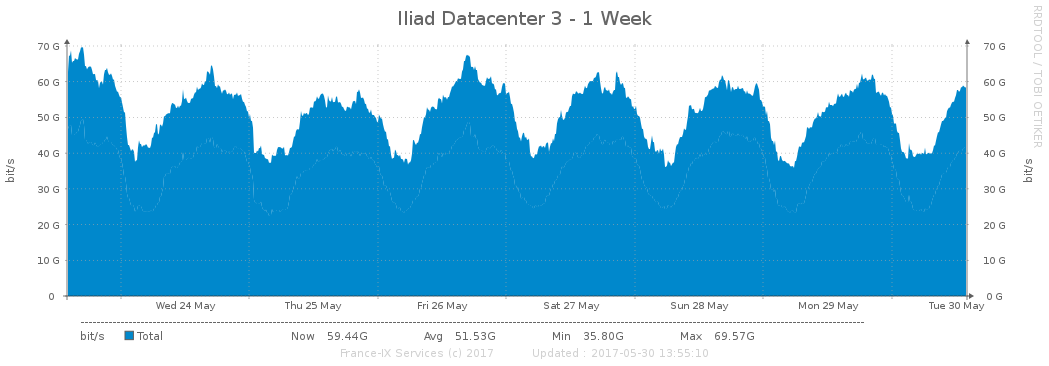 Iliad Datacenter 3 - 1 Week
RRDTOOL / TOBI OETIKER
70 G 70 G
60 G 60 G
50 G 50 G
40 G 40 G
30 G 30 G
20 G 20 G
10 G 10 G
0 0 G
bit/s bit/s
Wed 24 May Thu 25 May Fri 26 May Sat 27 May Sun 28 May Mon 29 May Tue 30 May
bit/s Total Now 59.44G Avg 51.53G Min 35.80G Max 69.57G
France-IX Services (c) 2017 Updated : 2017-05-30 13:55:10